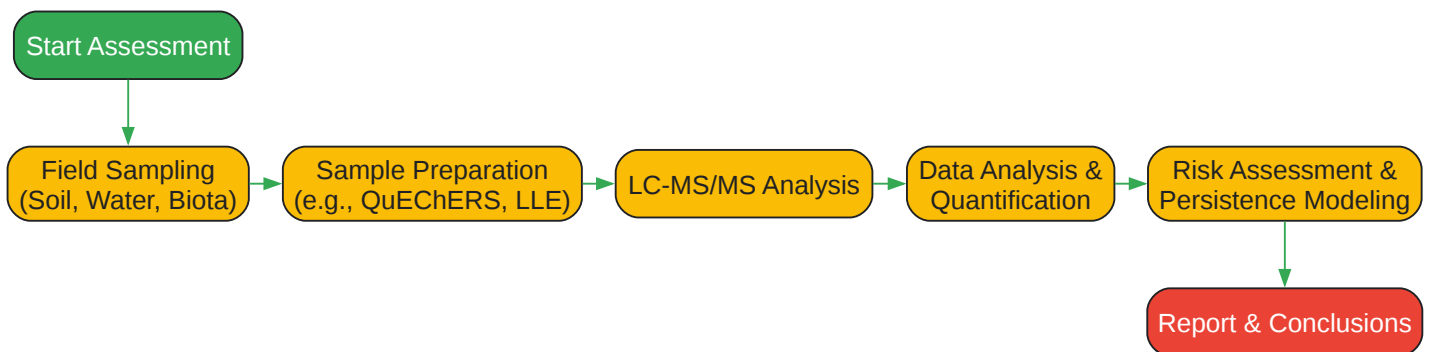 Start Assessment
Field Sampling
(Soil, Water, Biota)
Sample Preparation
(e.g., QuEChERS, LLE)
LC-MS/MS Analysis
Data Analysis &
Quantification
Risk Assessment &
Persistence Modeling
Report & Conclusions